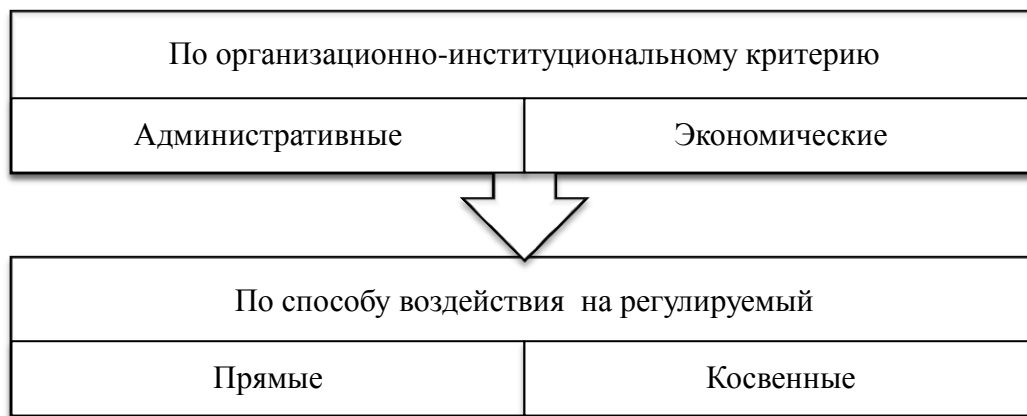 По организационно-институциональному критерию
Административные
Экономические
По способу воздействия на регулируемый
Прямые
Косвенные